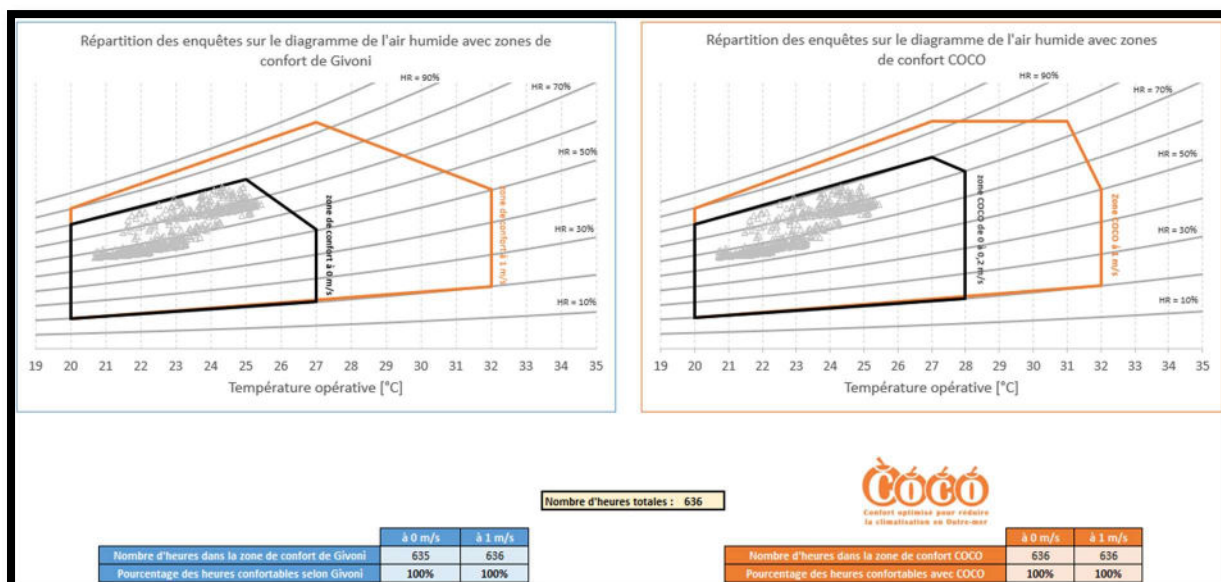 Répartition des enquêtes sur le diagramme de l'air humide avec zones de
confort de Givoni
HR = 90%
HR = 70%
HR = 50%
HR = 30%
HR = 10%
zone de confort à 0 m/s
zone de confort à 1 m/s
19 20 21 22 23 24 25 26 27 28 29 30 31 32 33 34 35
Température opérative [°C]
Répartition des enquêtes sur le diagramme de l'air humide avec zones
de confort COCO
HR = 90%
HR = 70%
HR = 50%
HR = 30%
HR = 10%
zone COCO de 0 à 0,2 m/s
Zone COCO à 1 m/s
19 20 21 22 23 24 25 26 27 28 29 30 31 32 33 34 35
Température opérative [°C]
Nombre d'heures totales : 636
COCO
Confort optimisé pour réduire
la climatisation en Outre-mer
à 0 m/s à 1 m/s
Nombre d'heures dans la zone de confort de Givoni 635 636
Pourcentage des heures confortables selon Givoni 100% 100%
à 0 m/s à 1 m/s
Nombre d'heures dans la zone de confort COCO 636 636
Pourcentage des heures confortables avec COCO 100% 100%